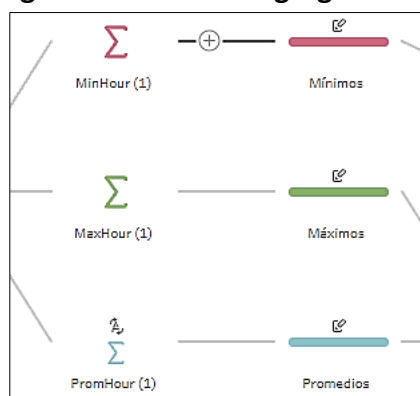 MinHour (1)
Mínimos
MaxHour (1)
Máximos
PromHour (1)
Promedios